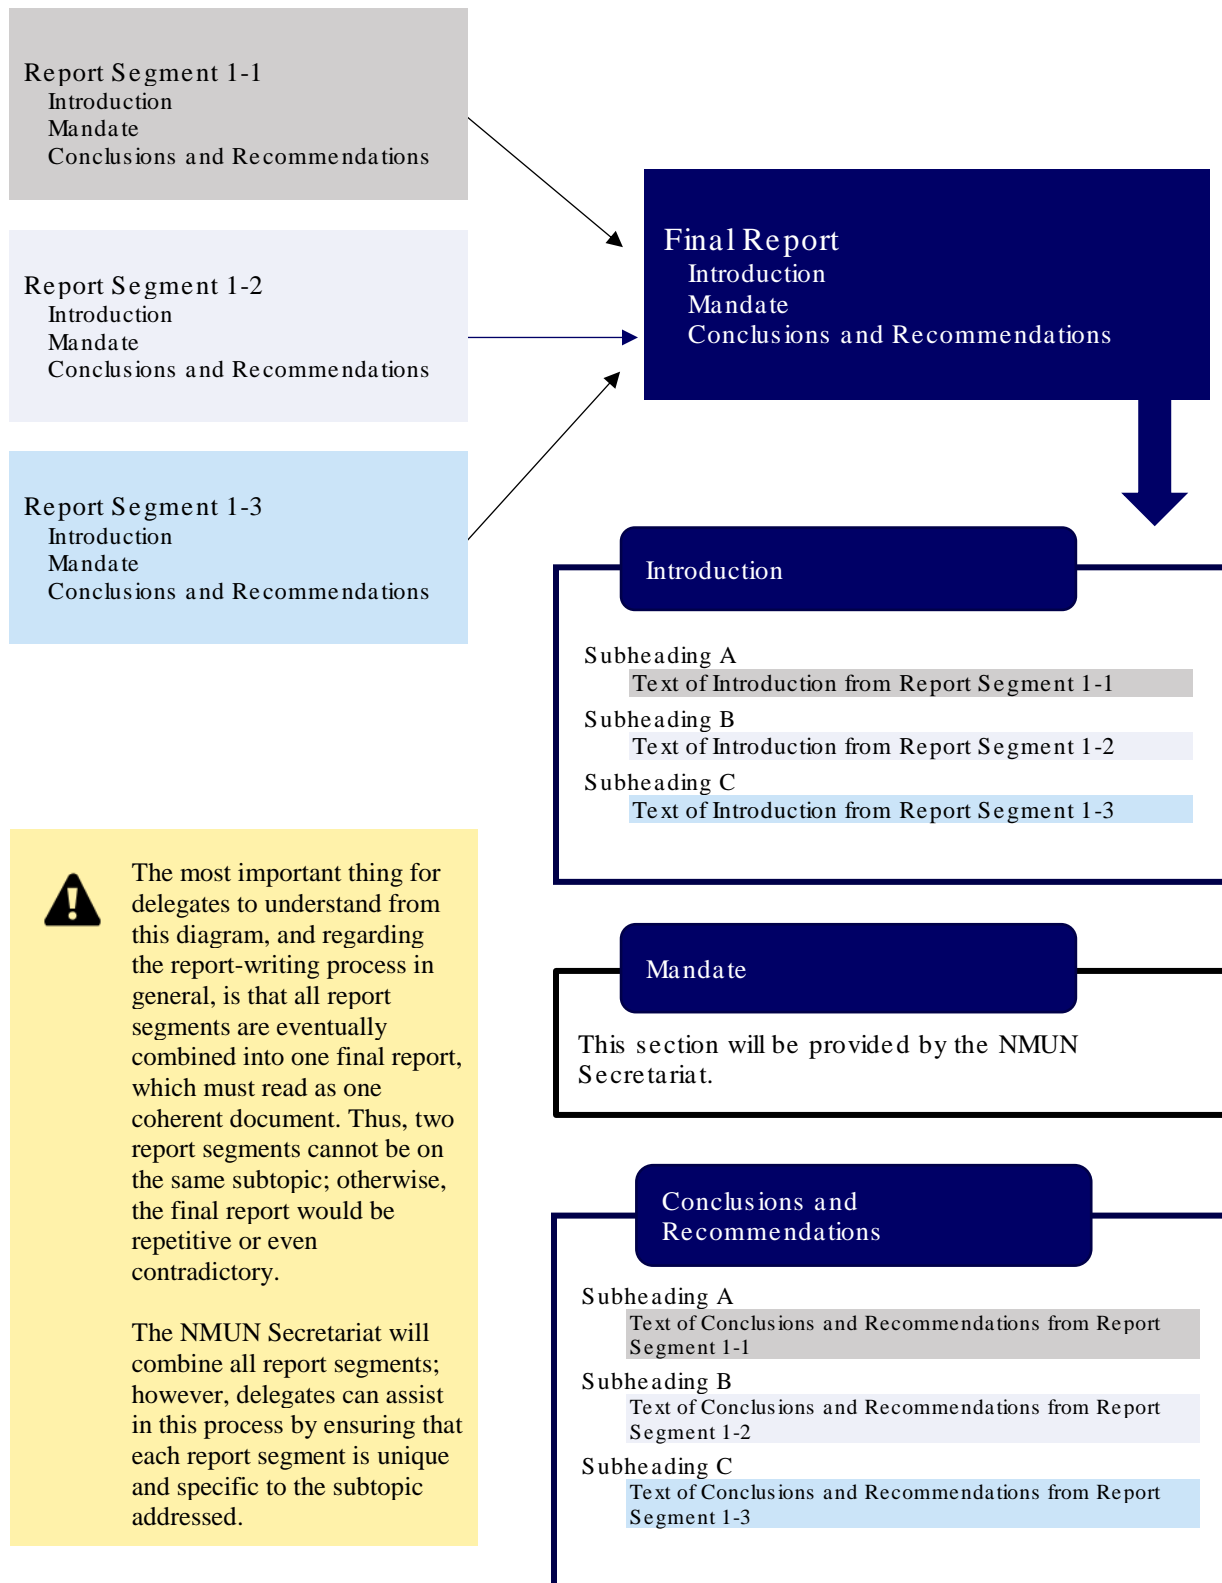 Report Segment 1-1
Introduction
Mandate
Conclusions and Recommendations
Report Segment 1-2
Introduction
Mandate
Conclusions and Recommendations
Report Segment 1-3
Introduction
Mandate
Conclusions and Recommendations
Final Report
Introduction
Mandate
Conclusions and Recommendations
Introduction
Subheading A
Text of Introduction from Report Segment 1-1
Subheading B
Text of Introduction from Report Segment 1-2
Subheading C
Text of Introduction from Report Segment 1-3
The most important thing for
delegates to understand from
this diagram, and regarding
the report-writing process in
general, is that all report
segments are eventually
combined into one final report,
which must read as one
coherent document. Thus, two
report segments cannot be on
the same subtopic; otherwise,
the final report would be
repetitive or even
contradictory.
The NMUN Secretariat will
combine all report segments;
however, delegates can assist
in this process by ensuring that
each report segment is unique
and specific to the subtopic
addressed.
Mandate
This section will be provided by the NMUN
Secretariat.
Conclusions and
Recommendations
Subheading A
Text of Conclusions and Recommendations from Report
Segment 1-1
Subheading B
Text of Conclusions and Recommendations from Report
Segment 1-2
Subheading C
Text of Conclusions and Recommendations from Report
Segment 1-3